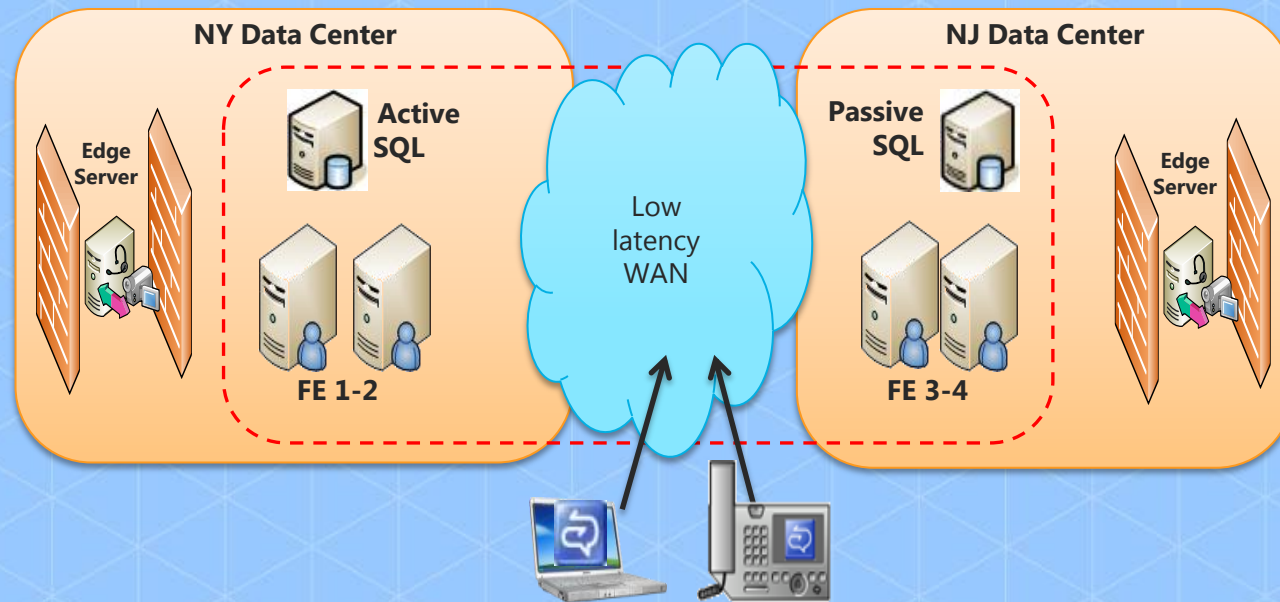 NY Data Center
NJ Data Center
Active
SQL
Passive
SQL
Edge
Server
Edge
Server
Low
latency
WAN
FE 1-2
FE 3-4